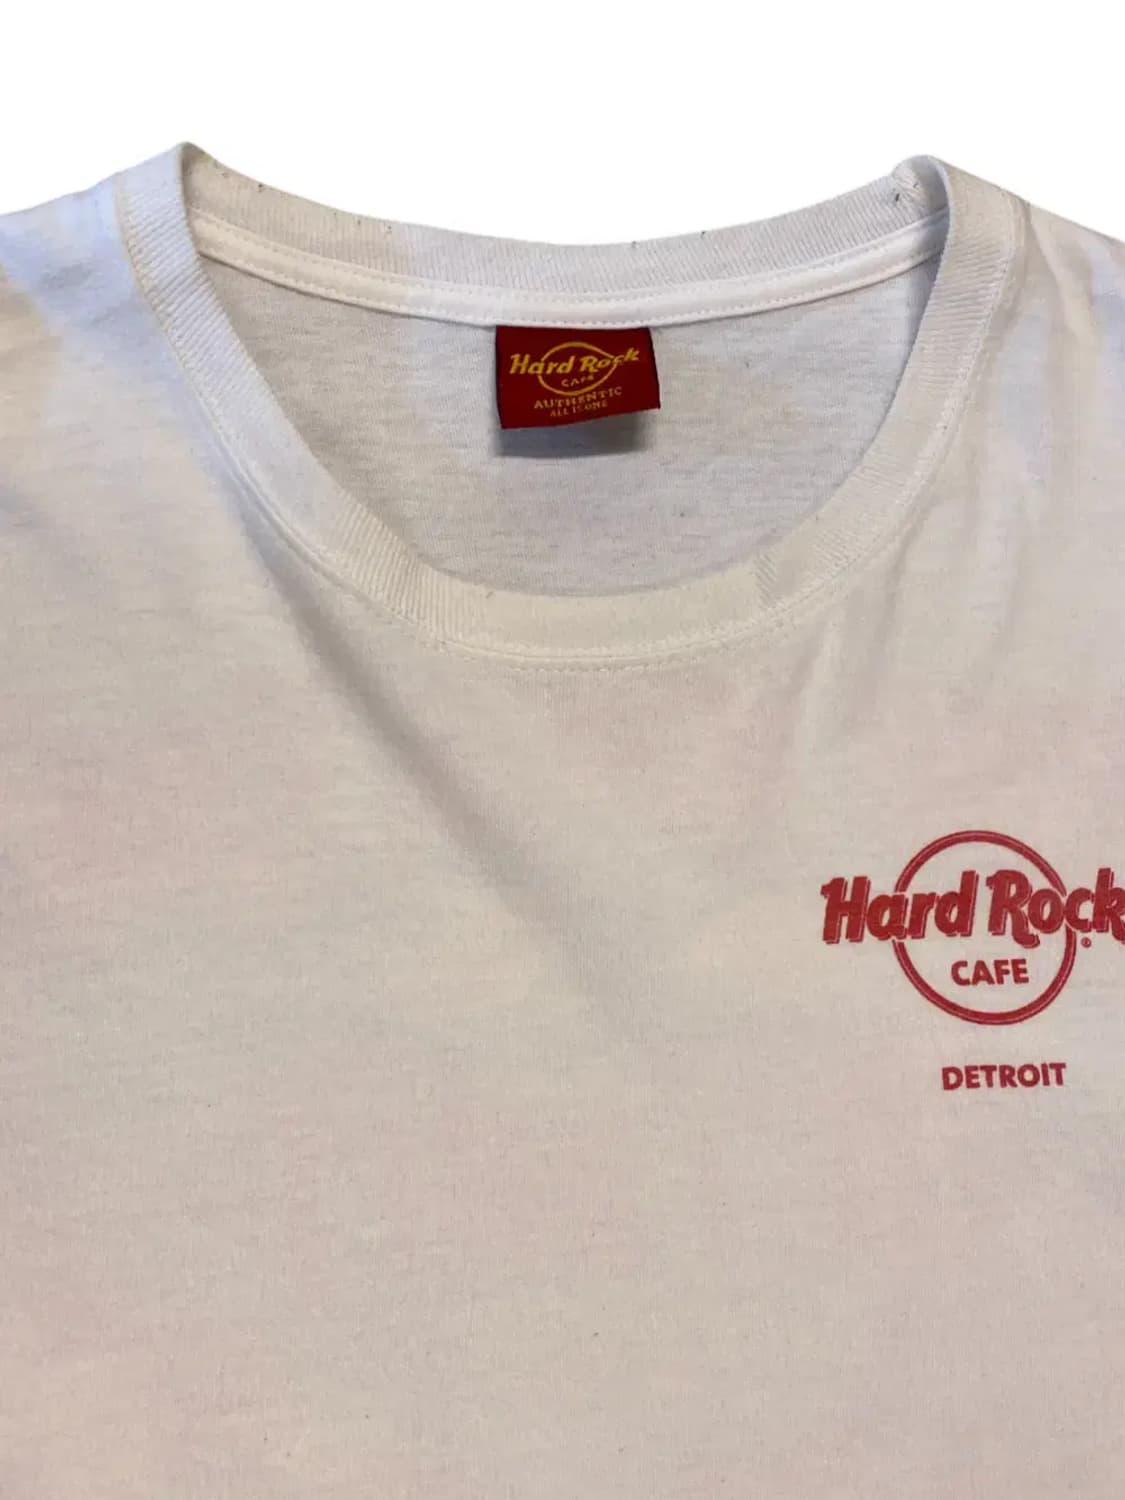 Hard Rock
CAFE
AUTHENTIC
ALL IS ONE
Hard Rock
®
CAFE
DETROIT